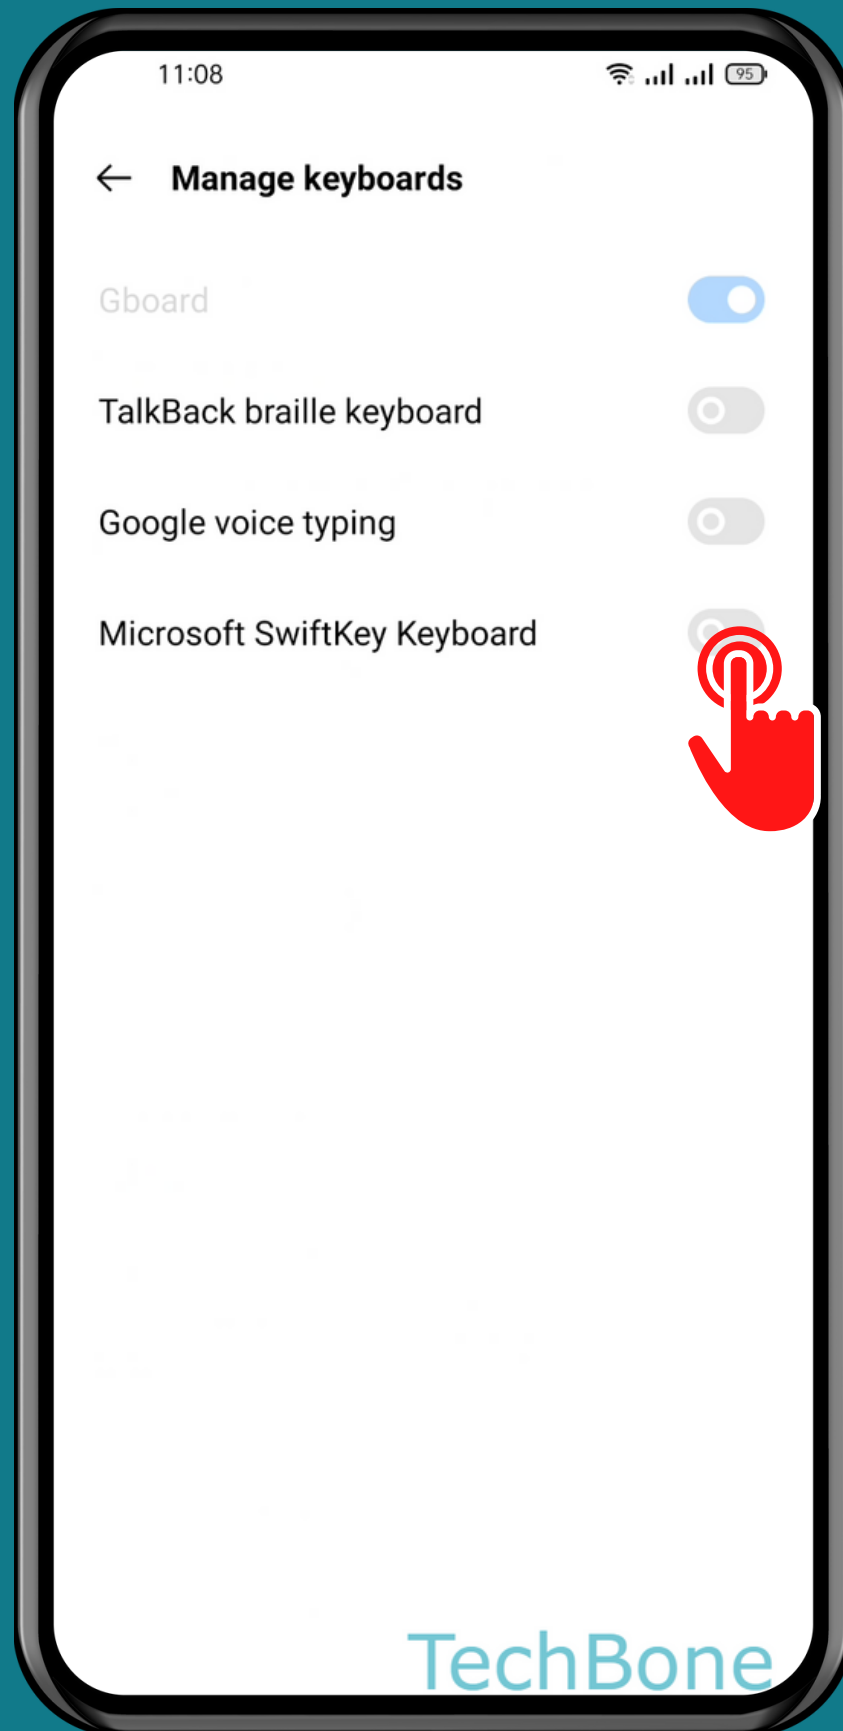 11:08
95
Manage keyboards
Gboard
TalkBack braille keyboard
Google voice typing
Microsoft SwiftKey Keyboard
TechBone